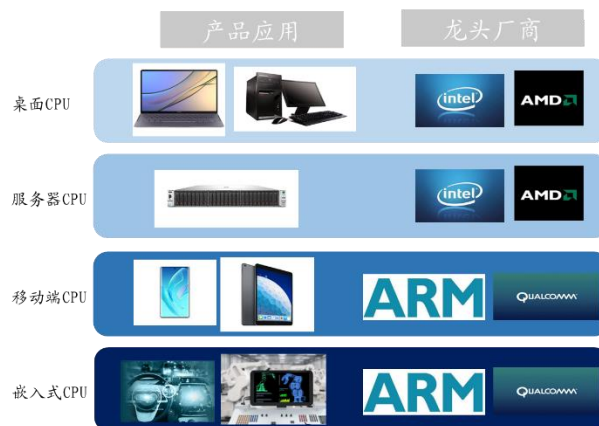 产品应用
龙头厂商
桌面CPU
intel
AMD
服务器CPU
intel
AMD
移动端CPU
ARM
QUALCOMM
嵌入式CPU
ARM
QUALCOMM